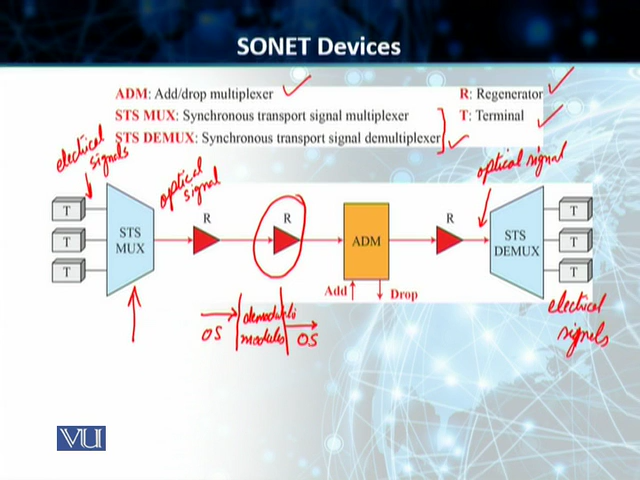 SONET Devices
ADM: Add/drop multiplexer
R: Regenerator
STS MUX: Synchronous transport signal multiplexer
T: Terminal
STS DEMUX: Synchronous transport signal demultiplexer
electrical
signals
optical
signal
optical signal
T
T
T
STS
MUX
R
R
ADM
R
STS
DEMUX
T
T
T
Add
Drop
OS
modules
OS
electrical
signals
VU